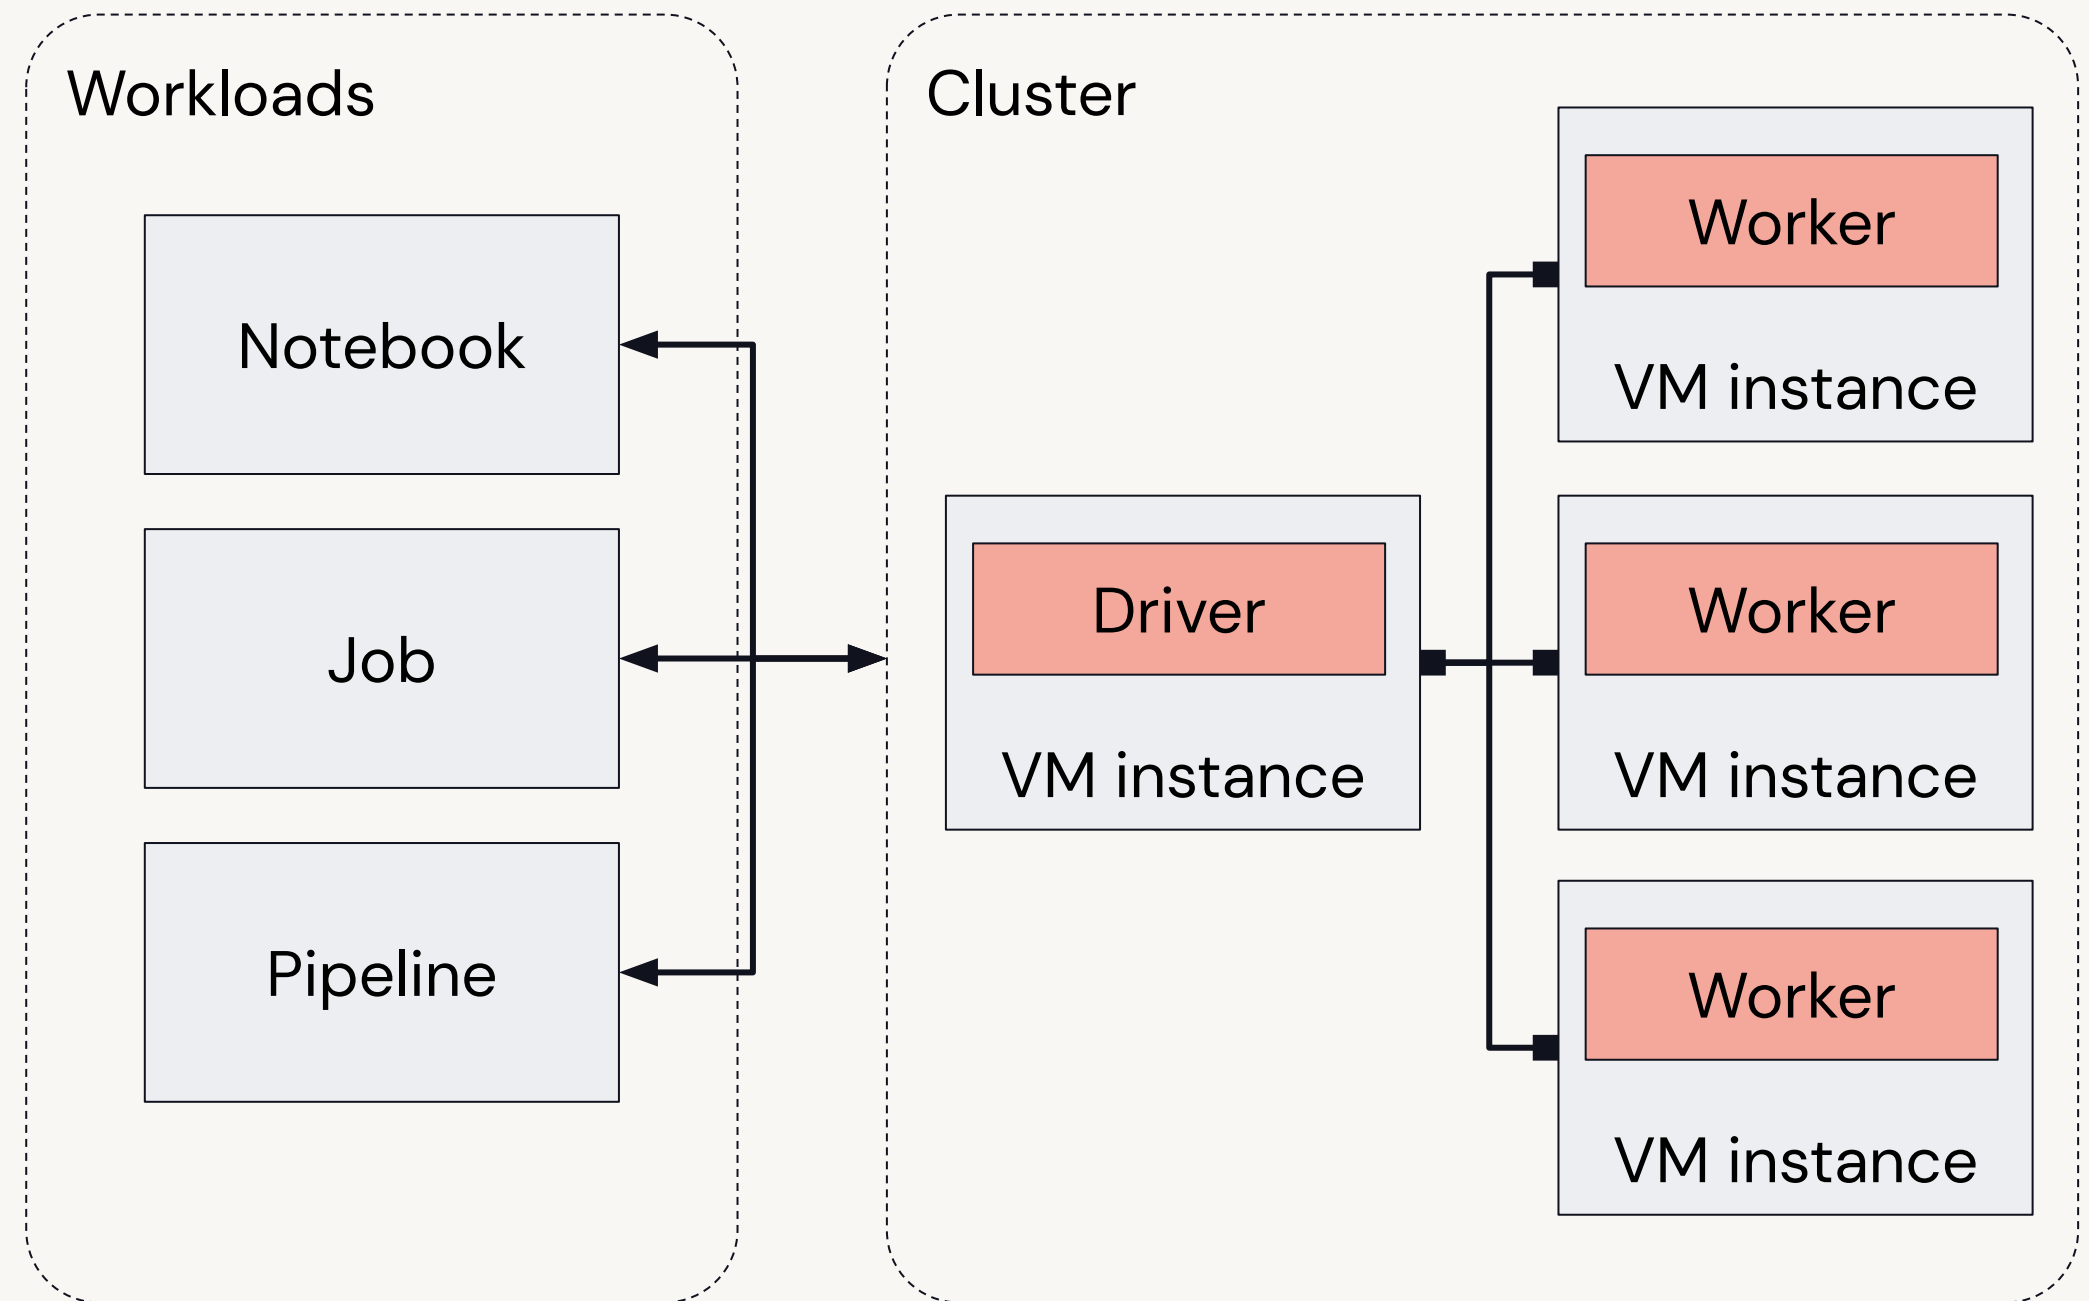 Workloads
Notebook
Job
Pipeline
Cluster
Driver
VM instance
Worker
VM instance
Worker
VM instance
Worker
VM instance